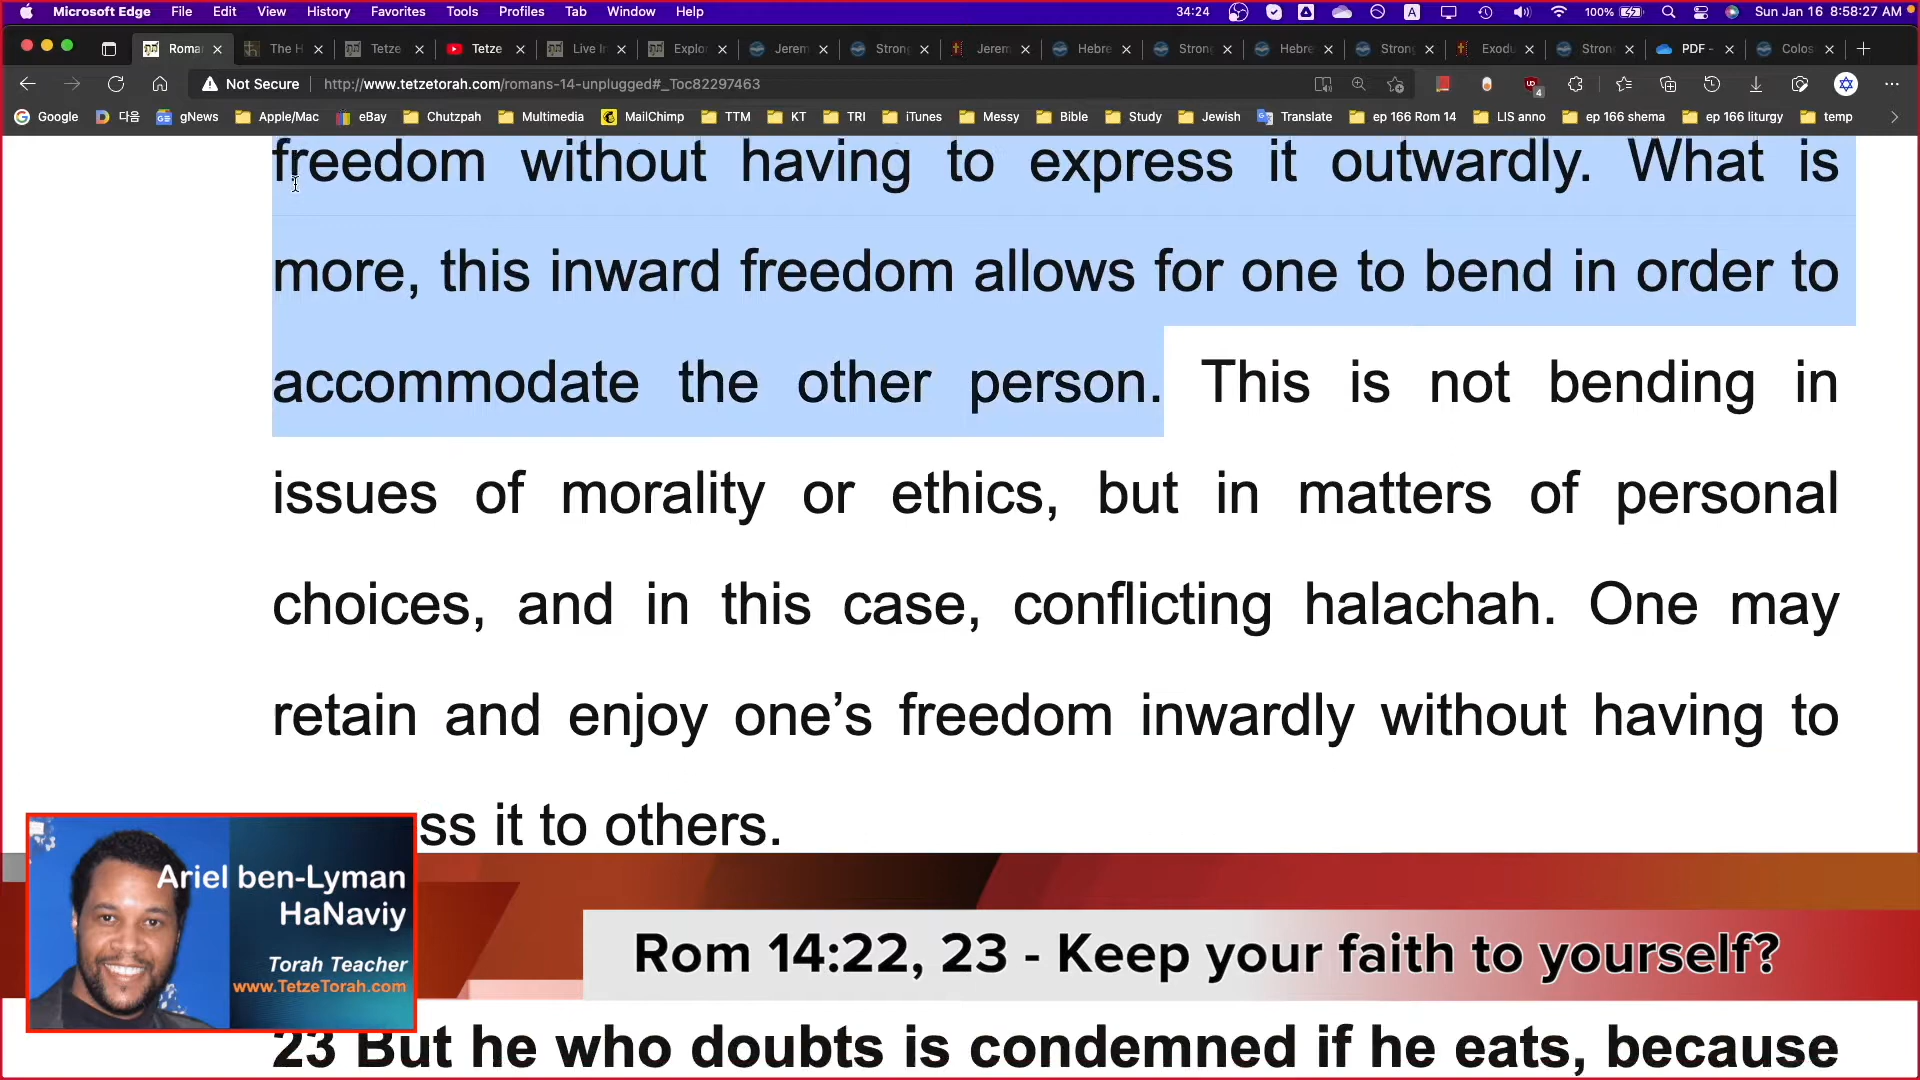 Microsoft Edge File Edit View History Favorites Tools Profiles Tab Window Help 34:24 A 100% Sun Jan 16 8:58:27 AM
Roma The H Tetze Tetze Live In Explor Jerem Strong Jerem Hebre Strong Hebre Strong Exodu Stron PDF - Colos
Not Secure http://www.tetzetorah.com/romans-14-unplugged#_Toc82297463
Google 다음 gNews Apple/Mac eBay Chutzpah Multimedia MailChimp TTM KT TRI iTunes Messy Bible Study Jewish Translate ep 166 Rom 14 LIS anno ep 166 shema ep 166 liturgy temp
freedom without having to express it outwardly. What is
more, this inward freedom allows for one to bend in order to
accommodate the other person. This is not bending in
issues of morality or ethics, but in matters of personal
choices, and in this case, conflicting halachah. One may
retain and enjoy one’s freedom inwardly without having to
ss it to others.
Ariel ben-Lyman
HaNaviy
Torah Teacher
www.TetzeTorah.com
Rom 14:22, 23 - Keep your faith to yourself?
23 But he who doubts is condemned if he eats, because